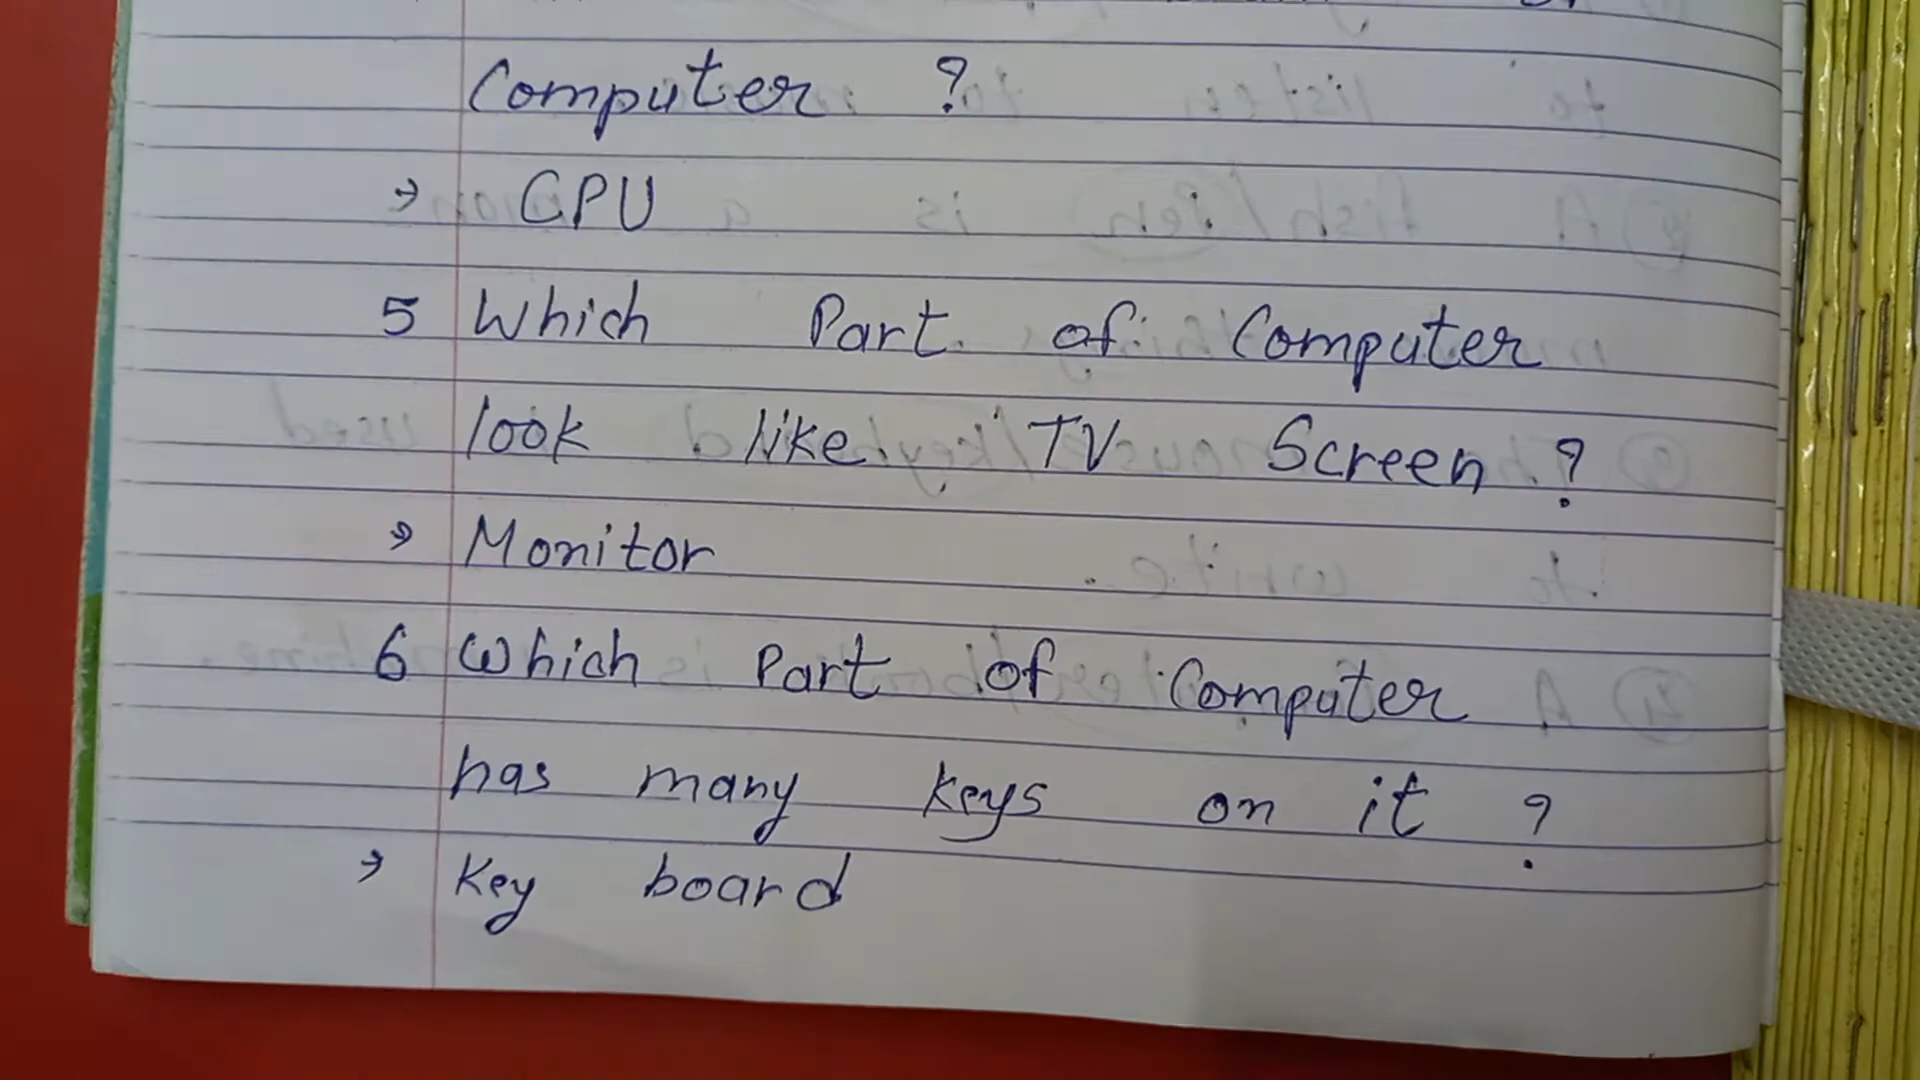 Computer ?
→ CPU
5 Which Part of Computer
look like TV Screen ?
→ Monitor
6 Which Part of Computer
has many keys on it ?
→ Key board